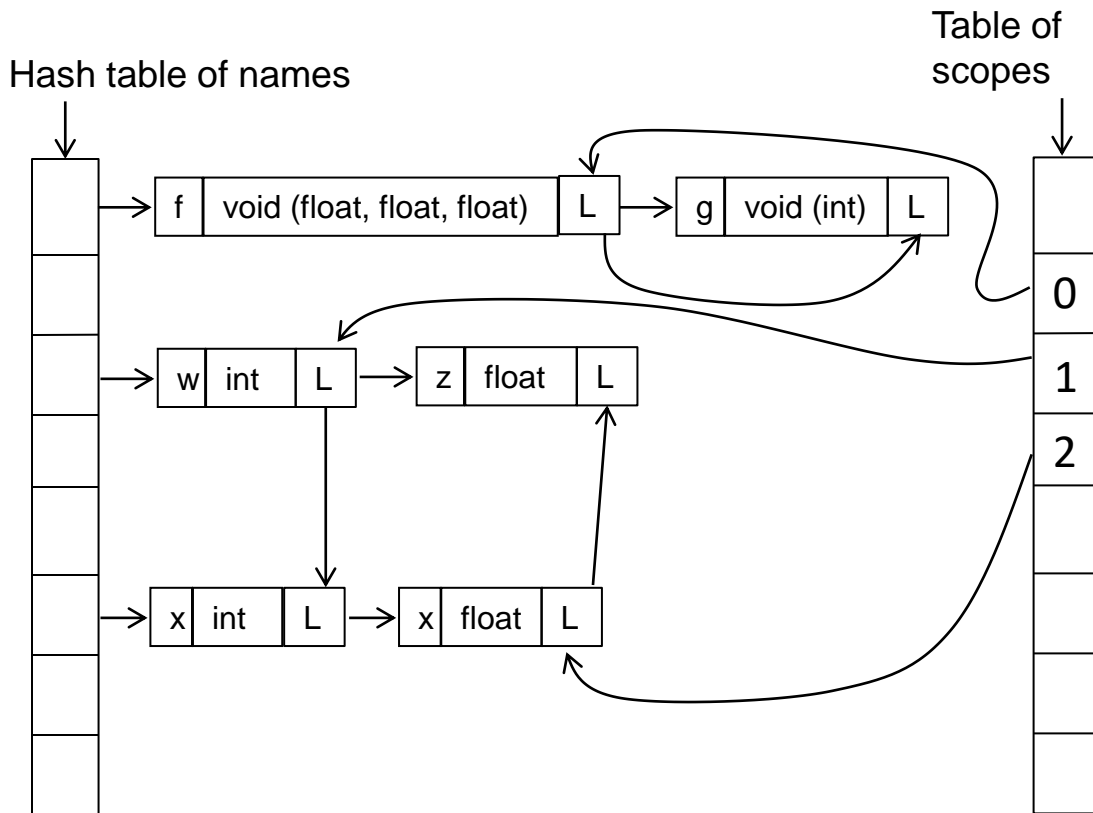 Table of
scopes
Hash table of names
f void (float, float, float) L g void (int) L
0
w int L z float L 1
2
x int L x float L